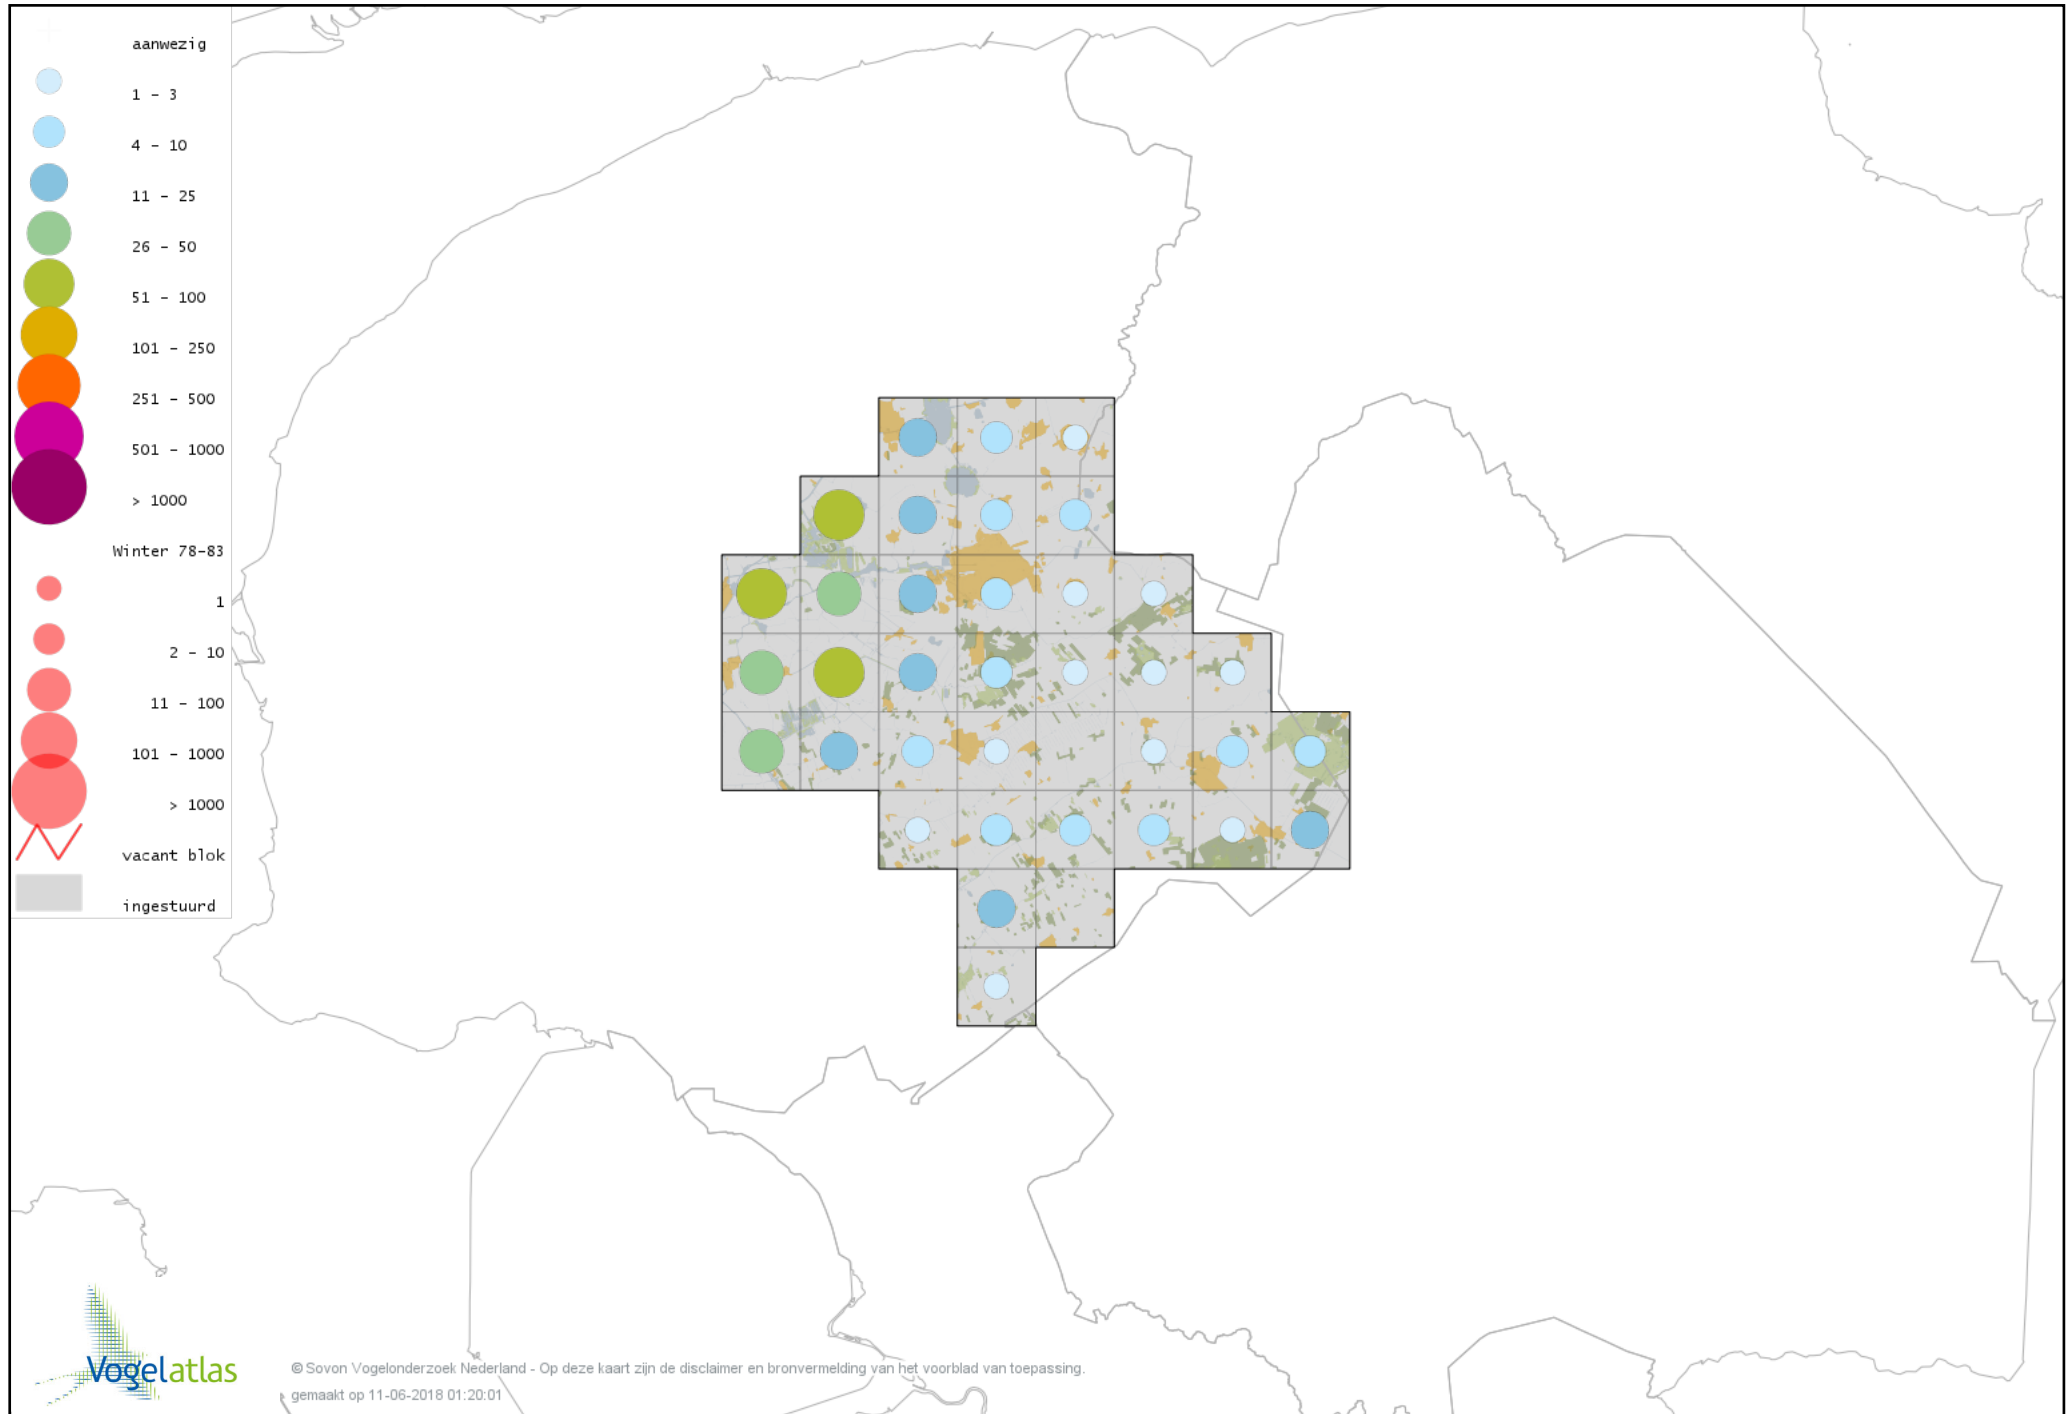 aanwezig
1 - 3
4 - 10
11 - 25
26 - 50
51 - 100
101 - 250
251 - 500
501 - 1000
> 1000
Winter 78-83
1
2 - 10
11 - 100
101 - 1000
> 1000
vacant blok
ingestuurd
Vogelatlas
© Sovon Vogelonderzoek Nederland - Op deze kaart zijn de disclaimer en bronvermelding van het voorblad van toepassing.
gemaakt op 11-06-2018 01:20:01